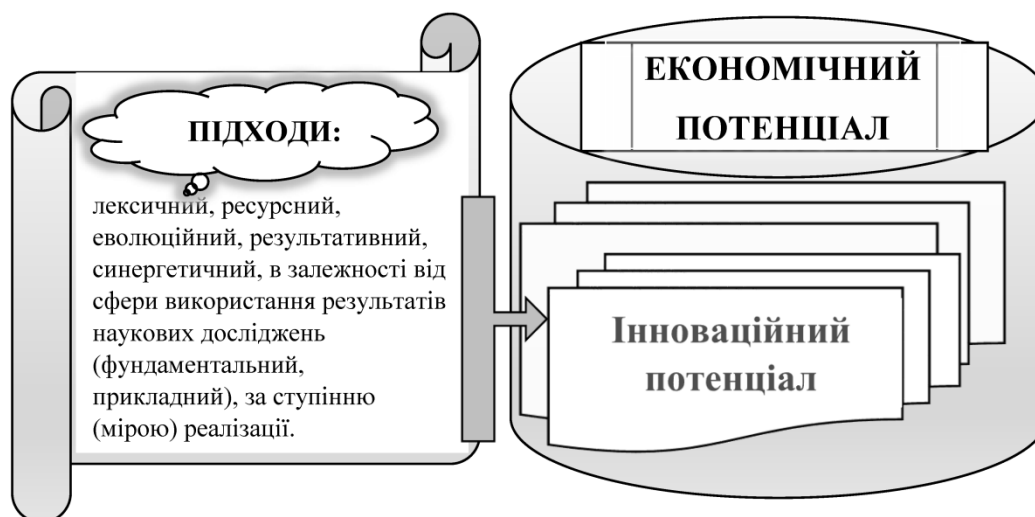 ПІДХОДИ:
лексичний, ресурсний,
еволюційний, результативний,
синергетичний, в залежності від
сфери використання результатів
наукових досліджень
(фундаментальний,
прикладний), за ступінню
(мірою) реалізації.
ЕКОНОМІЧНИЙ
ПОТЕНЦІАЛ
Інноваційний
потенціал